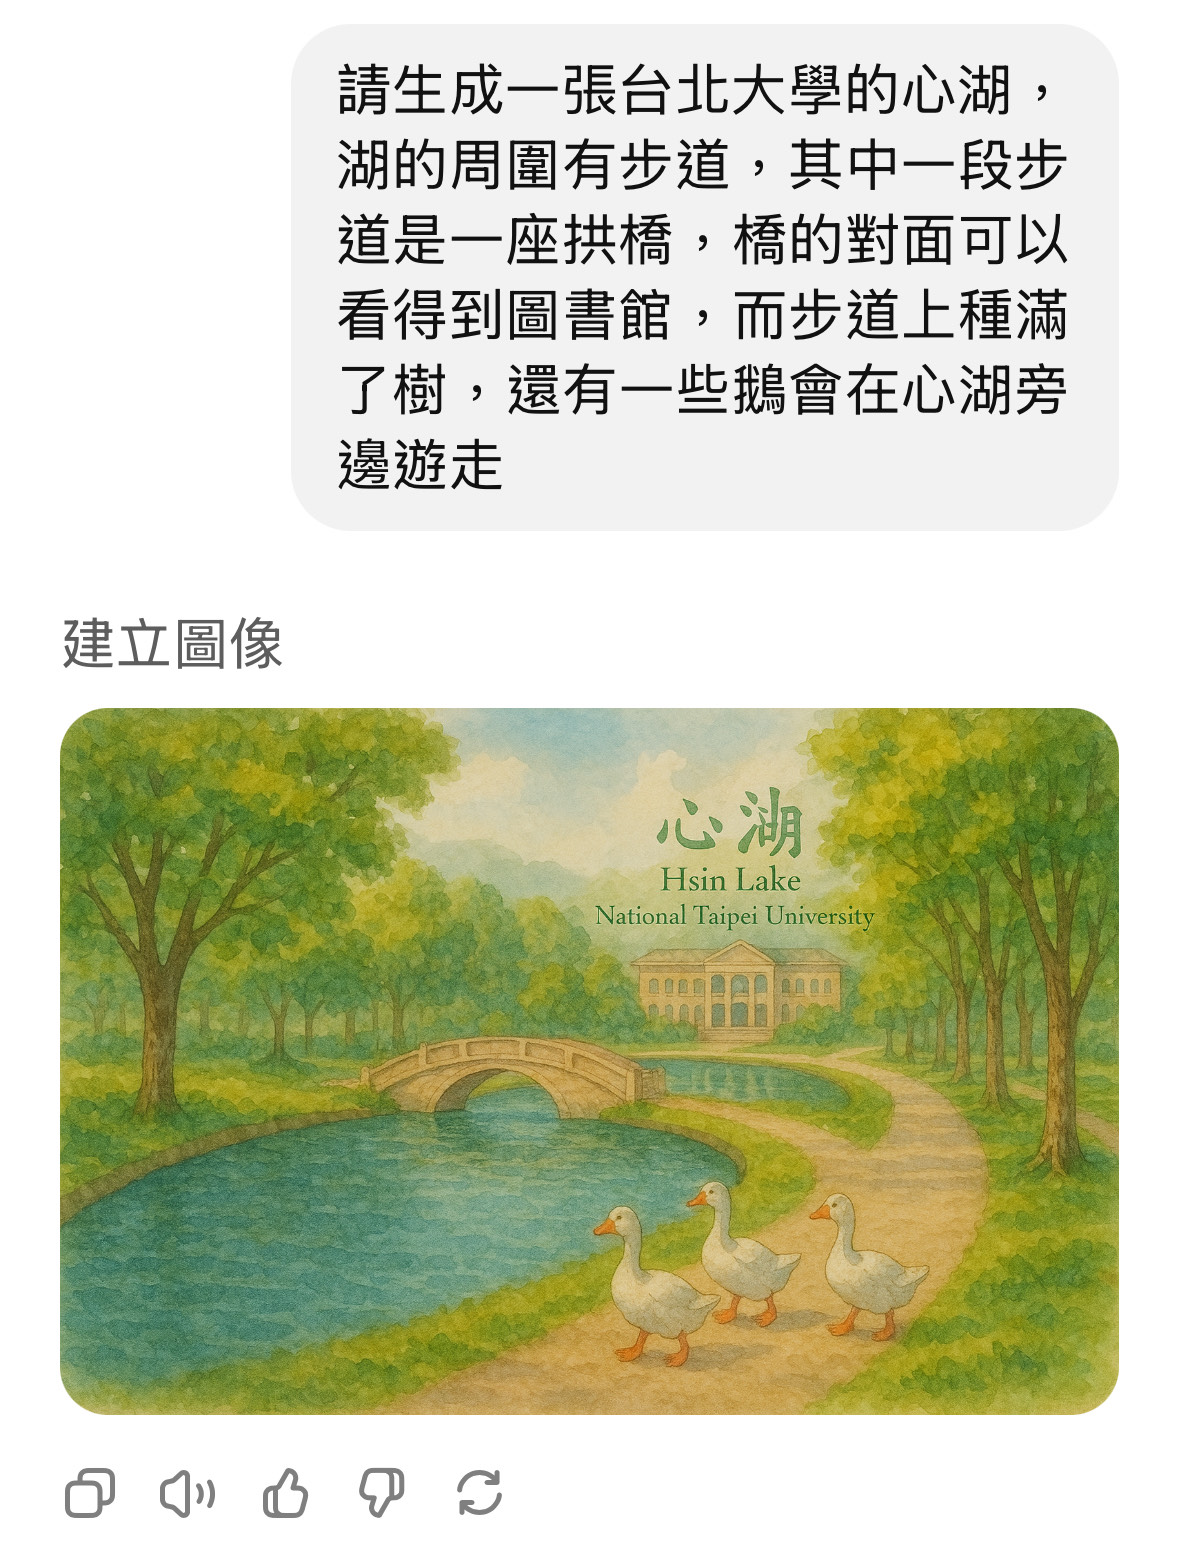 請生成一張台北大學的心湖，
湖的周圍有步道，其中一段步
道是一座拱橋，橋的對面可以
看得到圖書館，而步道上種滿
了樹，還有一些鵝會在心湖旁
邊遊走
建立圖像
心湖
Hsin Lake
National Taipei University